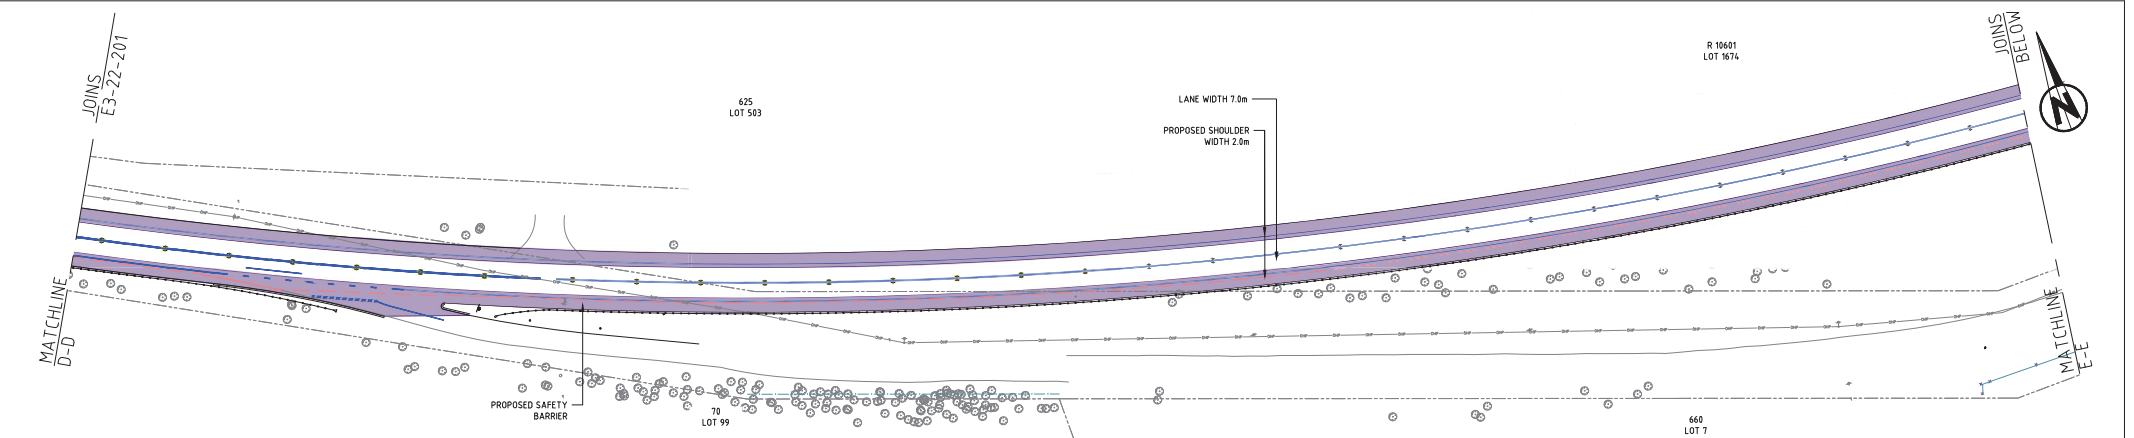 JOINS
E3-22-201
JOINS
BELOW
N
R 10601
LOT 1674
625
LOT 503
LANE WIDTH 7.0m
PROPOSED SHOULDER
WIDTH 2.0m
MATCHLINE
D-D
MATCHLINE
E-E
PROPOSED SAFETY
BARRIER
70
LOT 99
660
LOT 7